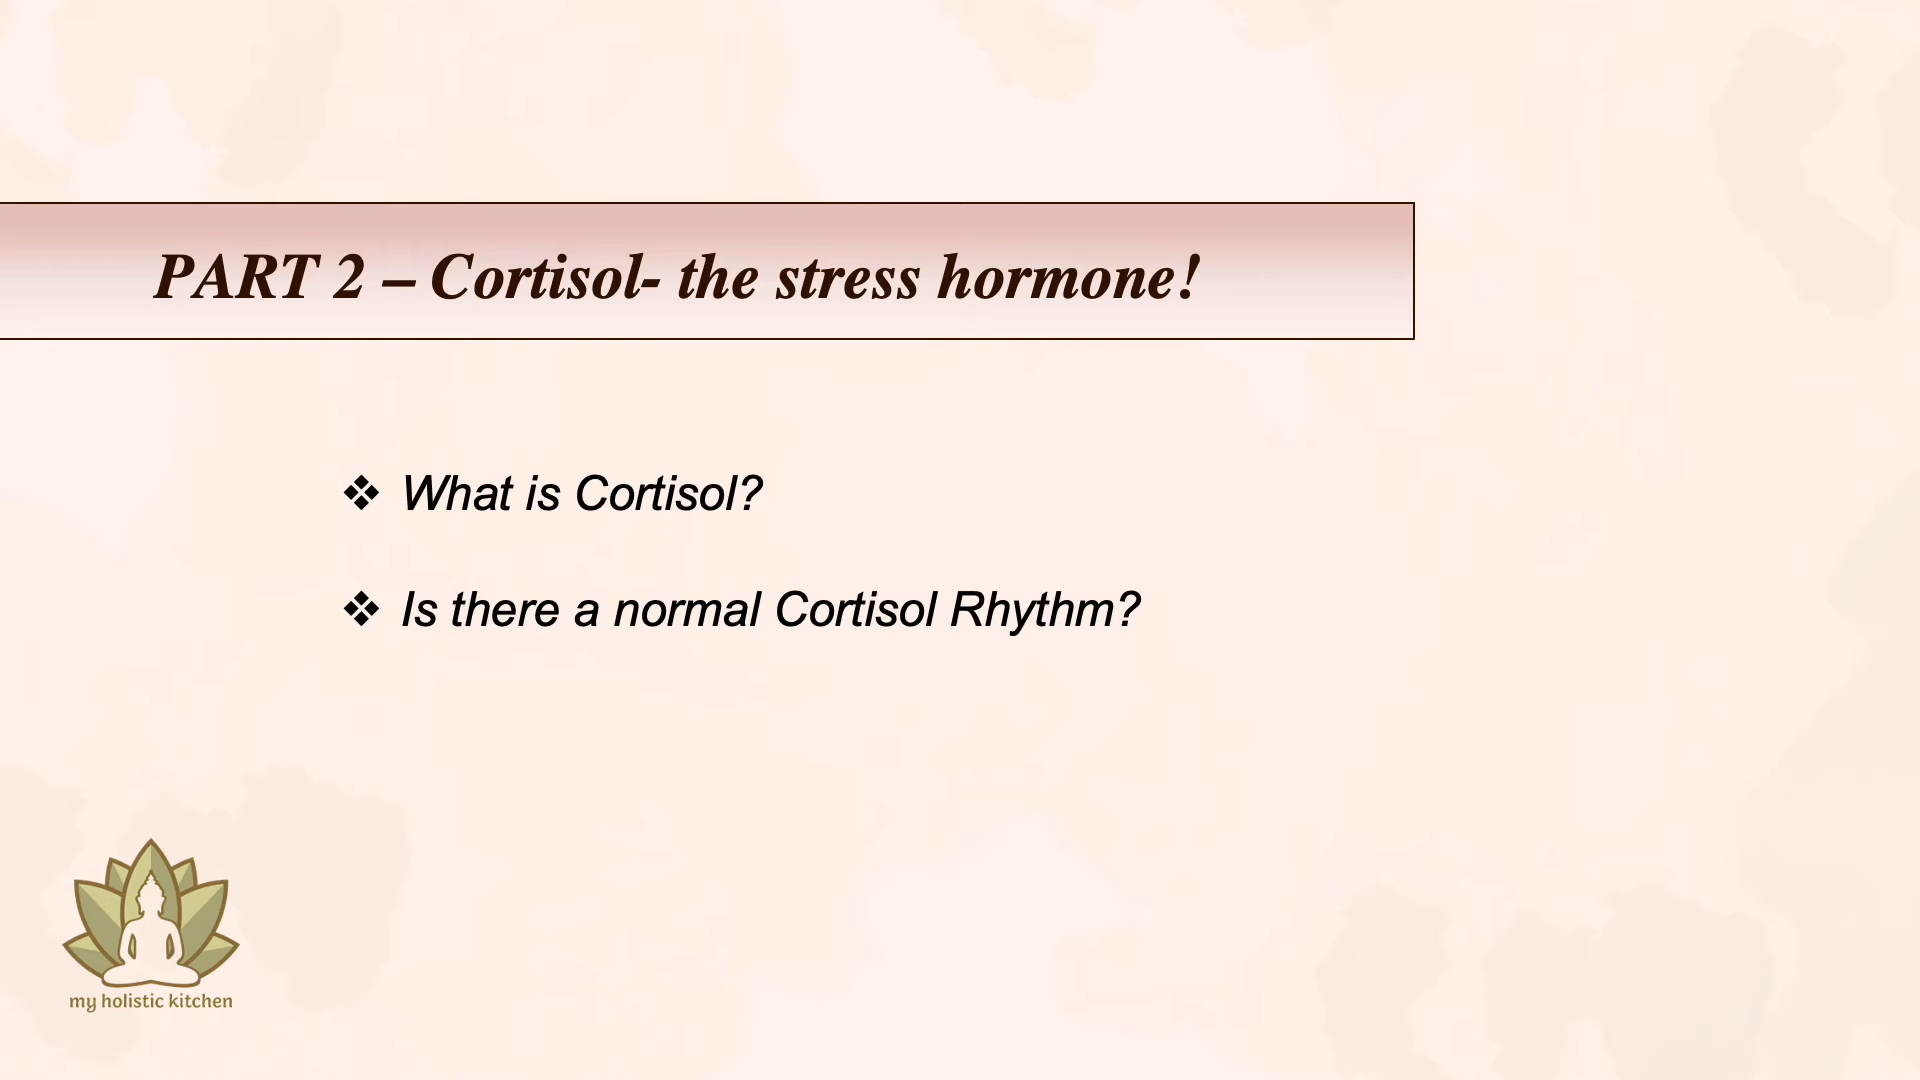 PART 2 – Cortisol- the stress hormone!
❖ What is Cortisol?
❖ Is there a normal Cortisol Rhythm?
my holistic kitchen